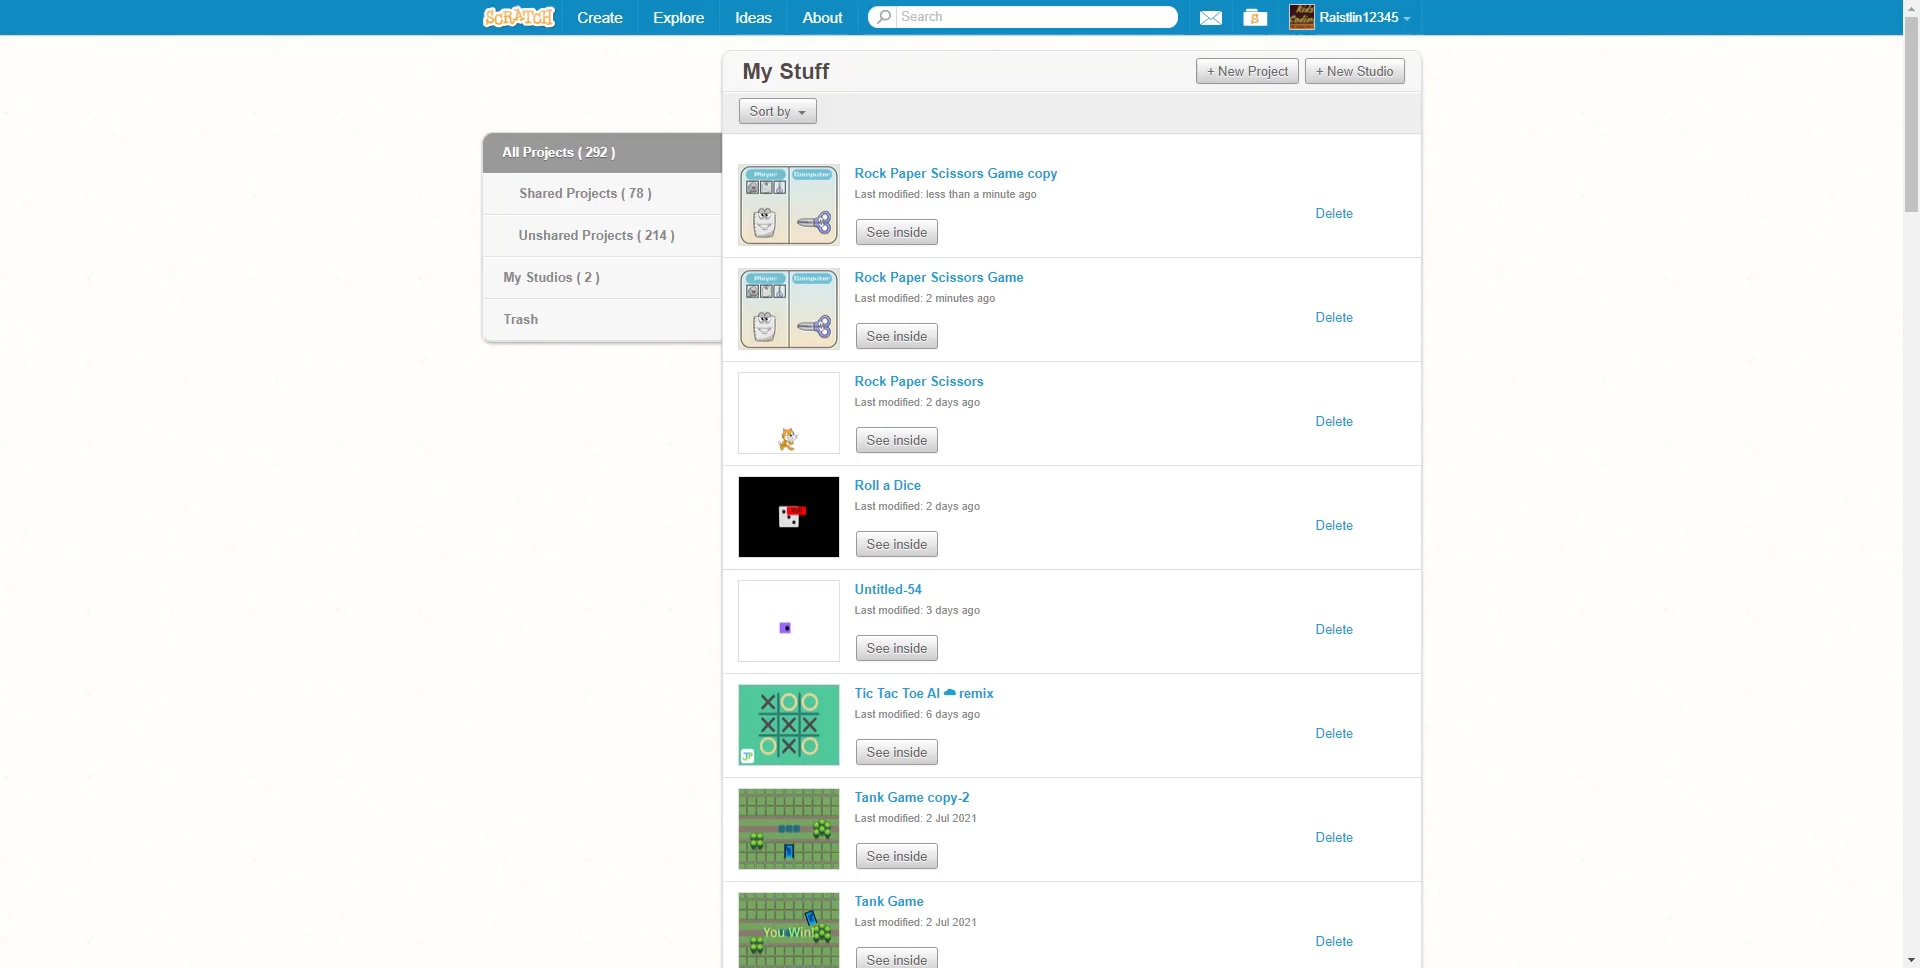 SCRATCH Create Explore Ideas About Search Raistlin12345
My Stuff + New Project + New Studio
Sort by
All Projects ( 292 )
Shared Projects ( 78 )
Unshared Projects ( 214 )
My Studios ( 2 )
Trash
Player Computer
Rock Paper Scissors Game copy
Last modified: less than a minute ago
See inside
Delete
Player Computer
Rock Paper Scissors Game
Last modified: 2 minutes ago
See inside
Delete
Rock Paper Scissors
Last modified: 2 days ago
See inside
Delete
Roll a Dice
Last modified: 2 days ago
See inside
Delete
Untitled-54
Last modified: 3 days ago
See inside
Delete
JP
Tic Tac Toe AI ☁ remix
Last modified: 6 days ago
See inside
Delete
Tank Game copy-2
Last modified: 2 Jul 2021
See inside
Delete
You Win!
Tank Game
Last modified: 2 Jul 2021
See inside
Delete